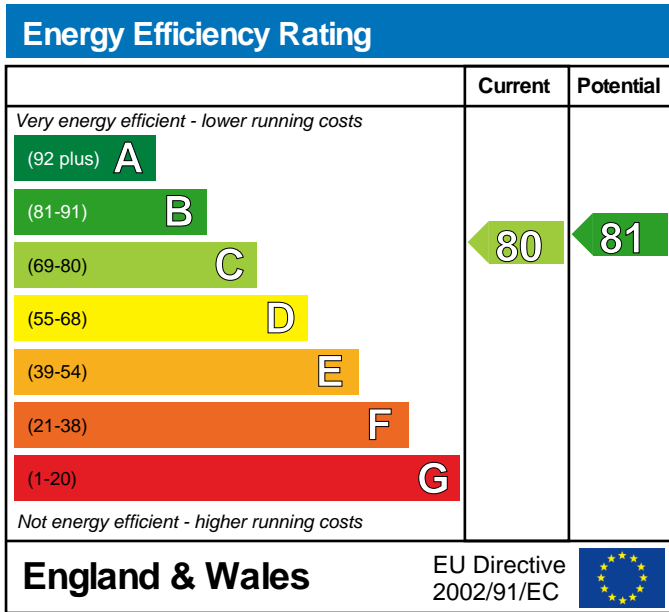 Energy Efficiency Rating
Current Potential
Very energy efficient - lower running costs
(92 plus) A
(81-91) B
(69-80) C
80
81
(55-68) D
(39-54) E
(21-38) F
(1-20) G
Not energy efficient - higher running costs
England & Wales
EU Directive
2002/91/EC